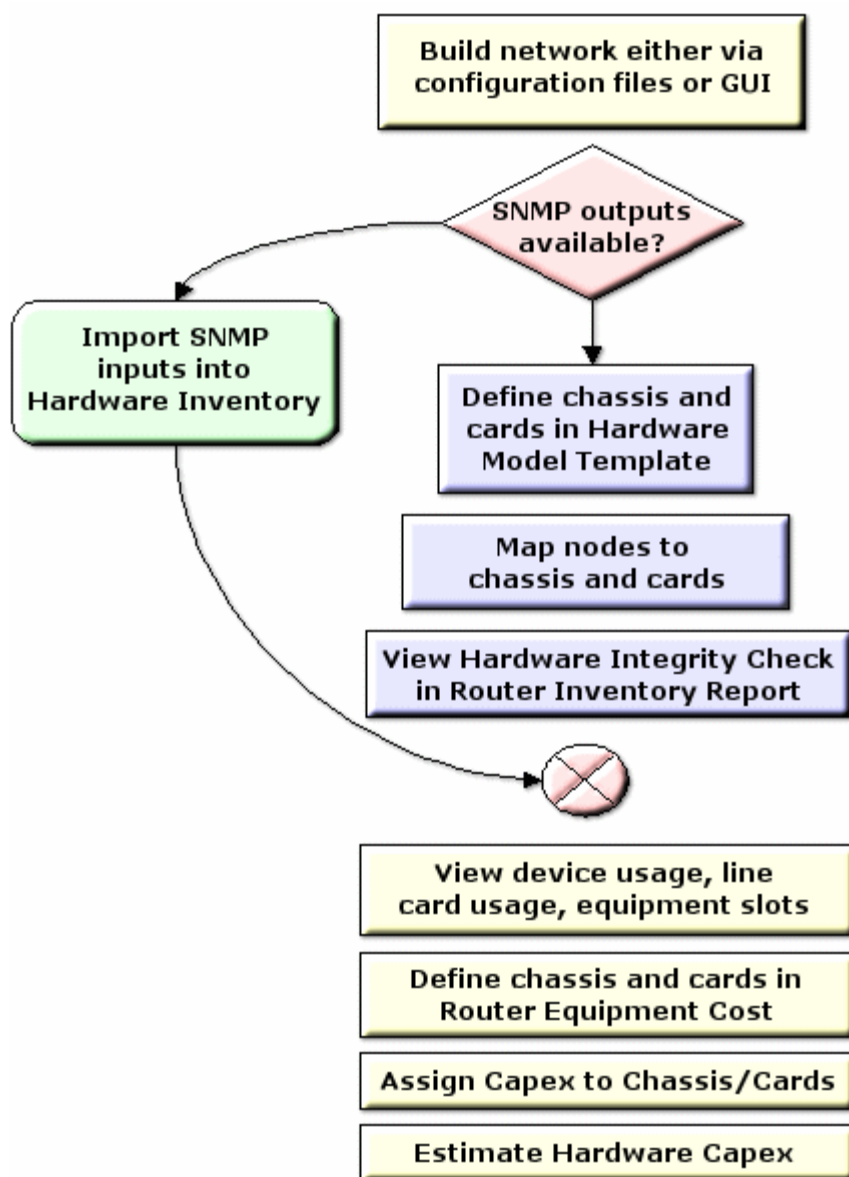 Build network either via
configuration files or GUI
SNMP outputs
available?
Import SNMP
inputs into
Hardware Inventory
Define chassis and
cards in Hardware
Model Template
Map nodes to
chassis and cards
View Hardware Integrity Check
in Router Inventory Report
View device usage, line
card usage, equipment slots
Define chassis and cards in
Router Equipment Cost
Assign Capex to Chassis/Cards
Estimate Hardware Capex